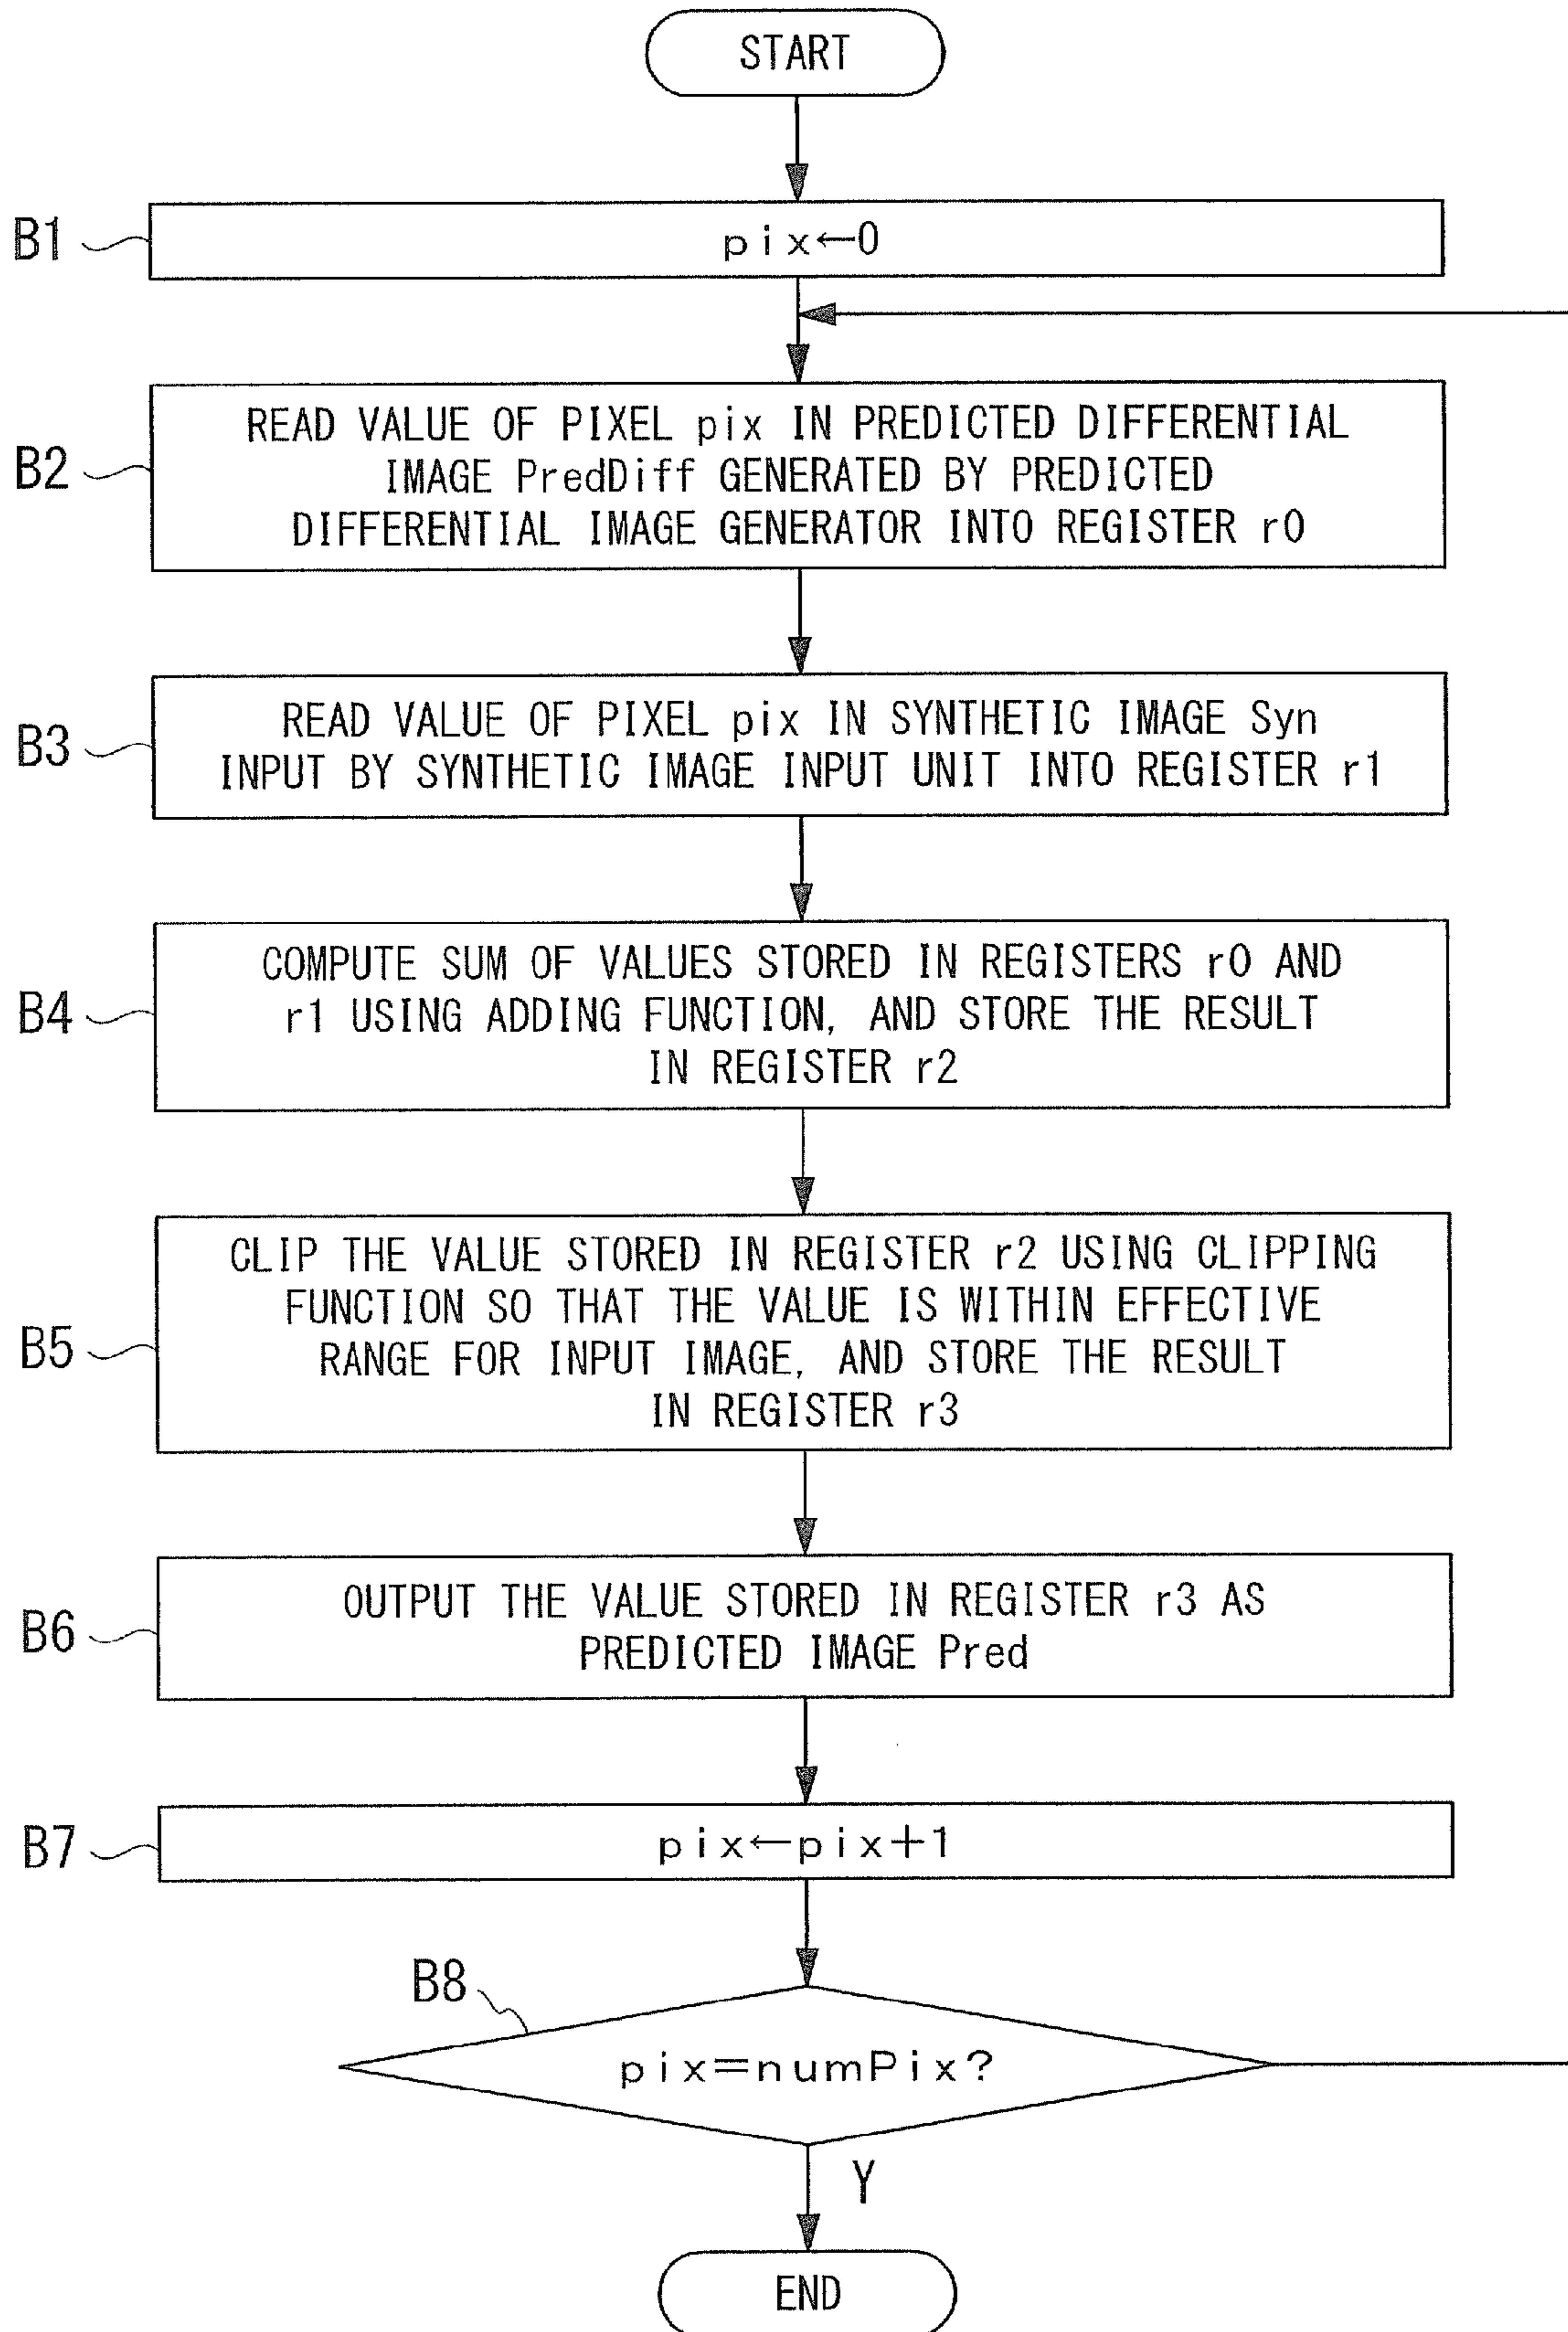 START
B1
pix←0
B2
READ VALUE OF PIXEL pix IN PREDICTED DIFFERENTIAL
IMAGE PredDiff GENERATED BY PREDICTED
DIFFERENTIAL IMAGE GENERATOR INTO REGISTER r0
B3
READ VALUE OF PIXEL pix IN SYNTHETIC IMAGE Syn
INPUT BY SYNTHETIC IMAGE INPUT UNIT INTO REGISTER r1
B4
COMPUTE SUM OF VALUES STORED IN REGISTERS r0 AND
r1 USING ADDING FUNCTION, AND STORE THE RESULT
IN REGISTER r2
B5
CLIP THE VALUE STORED IN REGISTER r2 USING CLIPPING
FUNCTION SO THAT THE VALUE IS WITHIN EFFECTIVE
RANGE FOR INPUT IMAGE, AND STORE THE RESULT
IN REGISTER r3
B6
OUTPUT THE VALUE STORED IN REGISTER r3 AS
PREDICTED IMAGE Pred
B7
pix←pix+1
B8
pix=numPix?
Y
END